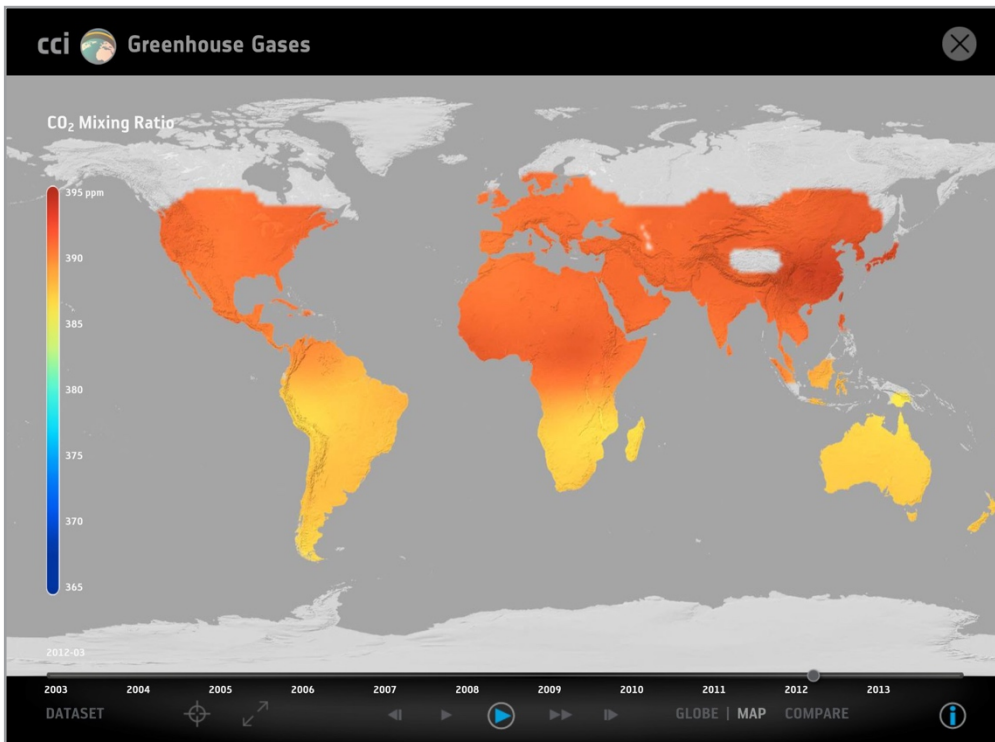 cci Greenhouse Gases
CO₂ Mixing Ratio
395 ppm
390
385
380
375
370
365
2012-03
2003 2004 2005 2006 2007 2008 2009 2010 2011 2012 2013
DATASET GLOBE | MAP COMPARE